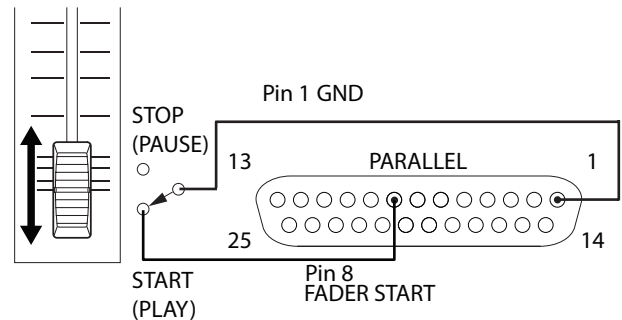 Pin 1 GND
STOP
(PAUSE)
13
PARALLEL
1
25
14
START
(PLAY)
Pin 8
FADER START